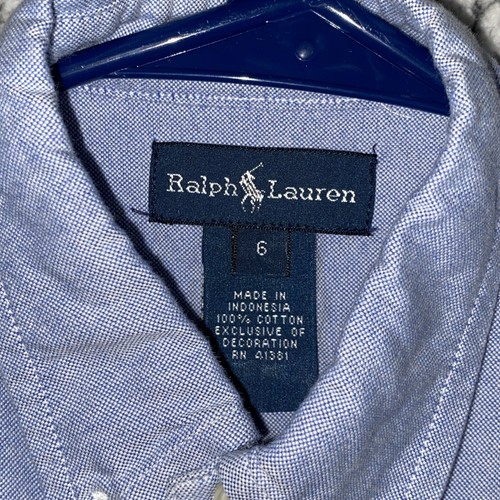 Ralph Lauren
6
MADE IN
INDONESIA
100% COTTON
EXCLUSIVE OF
DECORATION
RN 41381